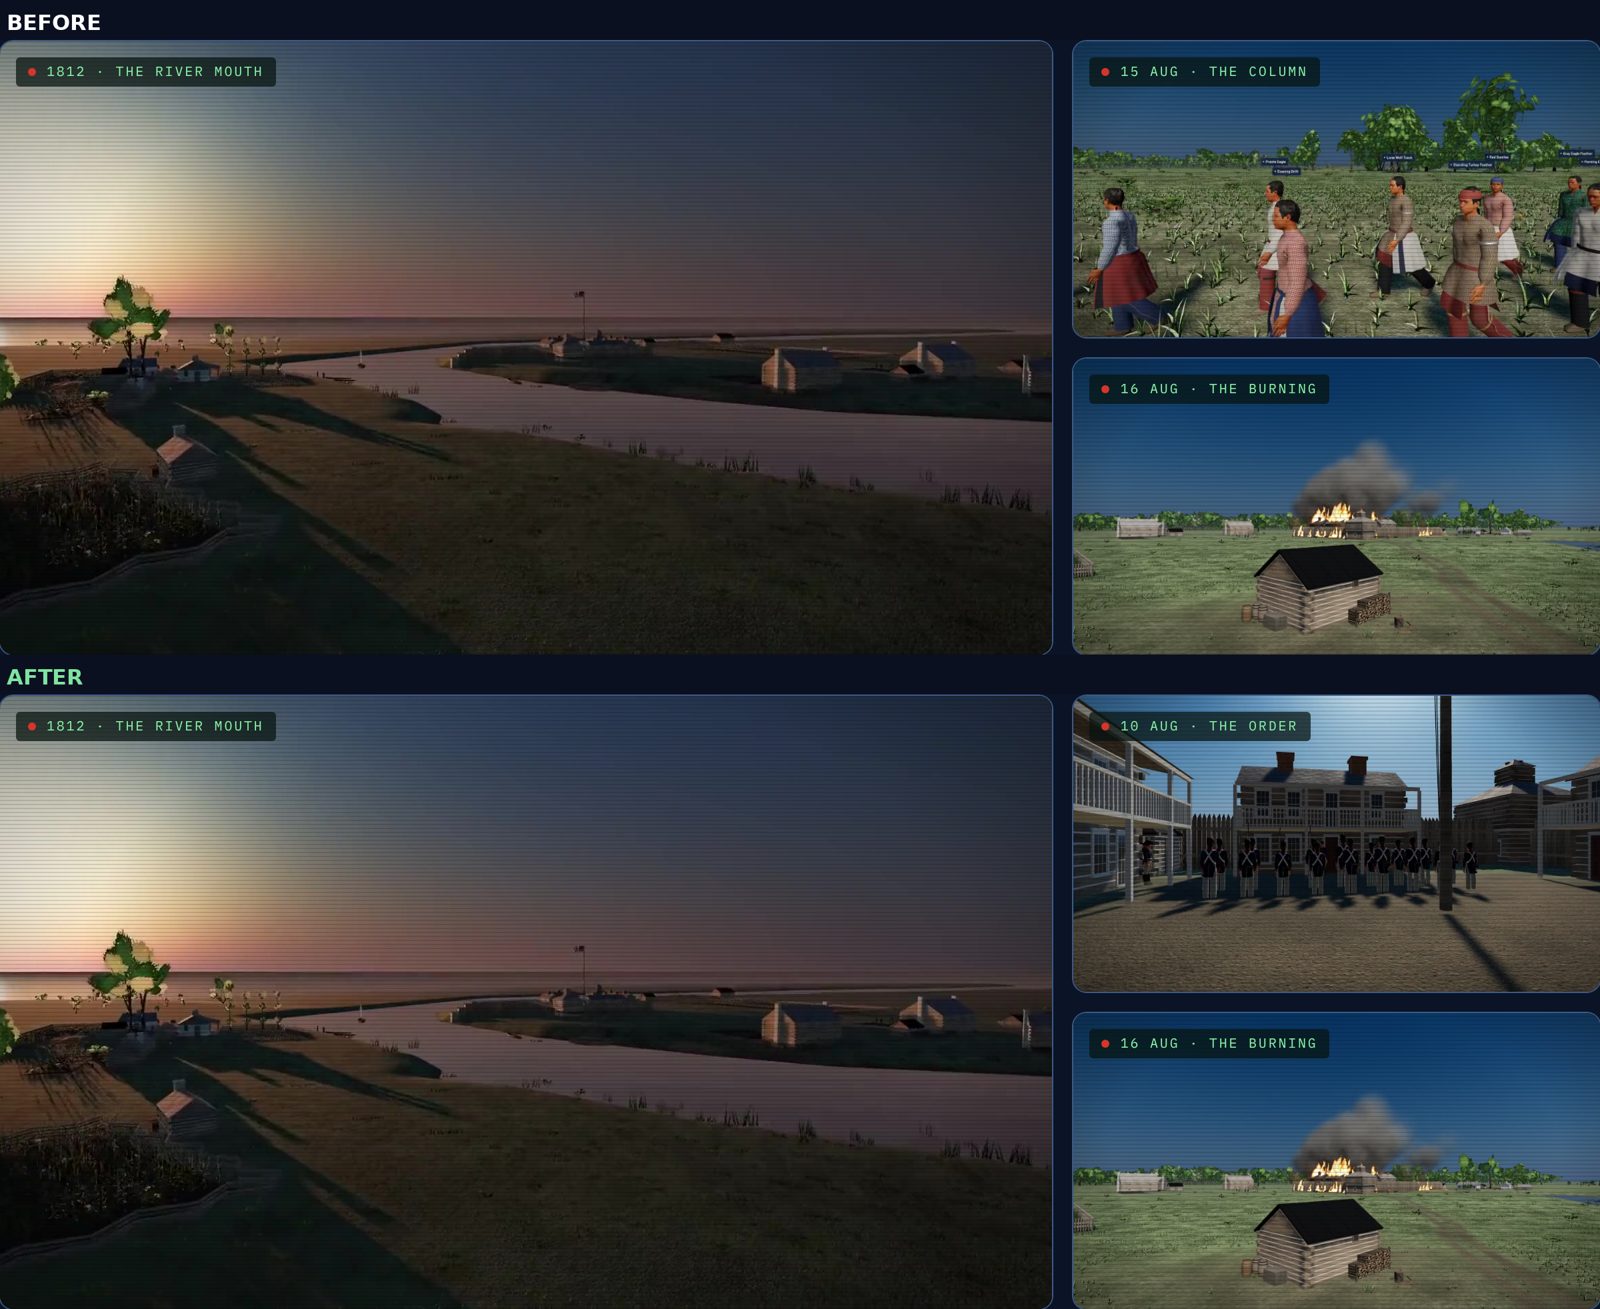 BEFORE
1812 · THE RIVER MOUTH
15 AUG · THE COLUMN
16 AUG · THE BURNING
AFTER
1812 · THE RIVER MOUTH
10 AUG · THE ORDER
16 AUG · THE BURNING